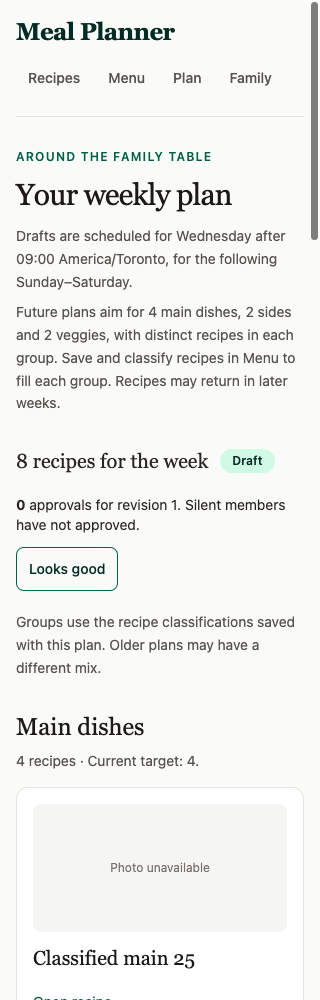 Meal Planner
Recipes Menu Plan Family
AROUND THE FAMILY TABLE
Your weekly plan
Drafts are scheduled for Wednesday after
09:00 America/Toronto, for the following
Sunday–Saturday.
Future plans aim for 4 main dishes, 2 sides
and 2 veggies, with distinct recipes in each
group. Save and classify recipes in Menu to
fill each group. Recipes may return in later
weeks.
8 recipes for the week Draft
0 approvals for revision 1. Silent members
have not approved.
Looks good
Groups use the recipe classifications saved
with this plan. Older plans may have a
different mix.
Main dishes
4 recipes · Current target: 4.
Photo unavailable
Classified main 25